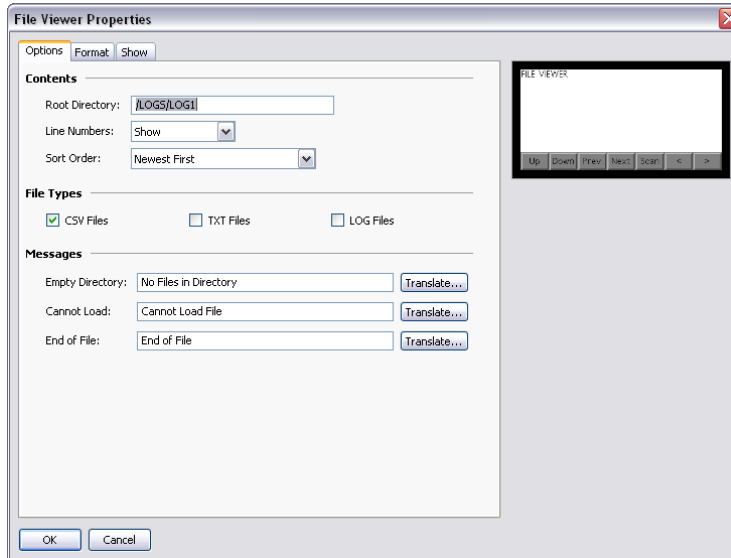 File Viewer Properties
Options Format Show
Contents
Root Directory: /LOGS/LOG1
Line Numbers: Show
Sort Order: Newest First
File Types
CSV Files TXT Files LOG Files
Messages
Empty Directory: No Files in Directory Translate...
Cannot Load: Cannot Load File Translate...
End of File: End of File Translate...
OK Cancel
FILE VIEWER
Up Down Prev Next Scan < >